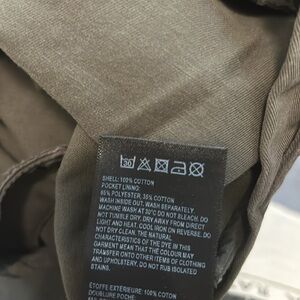 30
SHELL: 100% COTTON
POCKET LINING:
65% POLYESTER, 35% COTTON
WASH INSIDE OUT. WASH SEPARATELY.
MACHINE WASH AT 30°C DO NOT BLEACH. DO
NOT TUMBLE DRY. DRY AWAY FROM DIRECT
HEAT AND LIGHT. COOL IRON ON REVERSE. DO
NOT DRY CLEAN. THE NATURAL
CHARACTERISTICS OF THE DYE IN THIS
GARMENT MEAN THE COLOUR MAY
TRANSFER ONTO OTHER ITEMS OF CLOTHING
AND UPHOLSTERY. DO NOT RUB ISOLATED
STAINS.
ÉTOFFE EXTÉRIEURE: 100% COTON
DOUBLURE POCHE: